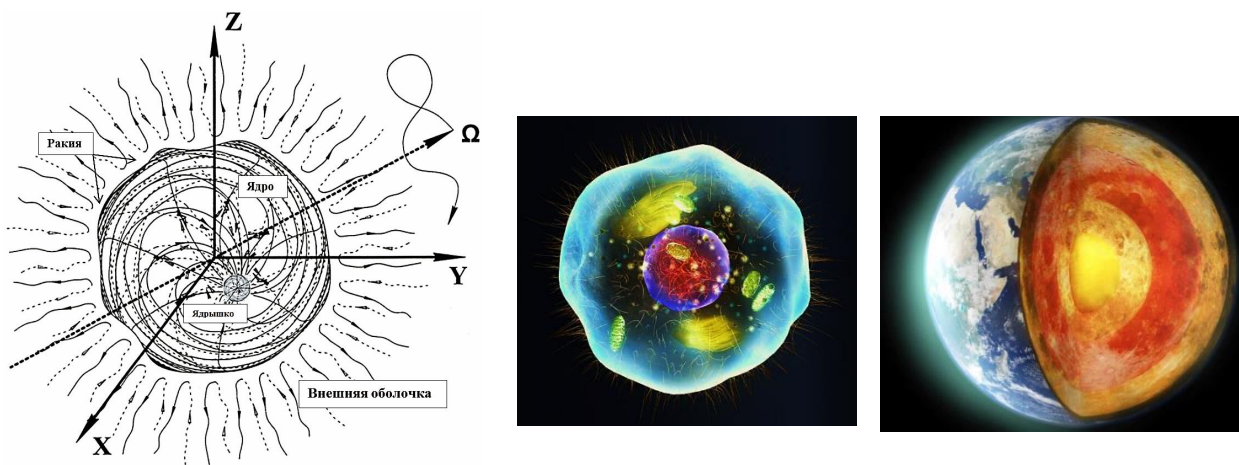 Z
Ракия
Ω
Ядро
Y
Ядрышко
Внешняя оболочка
X